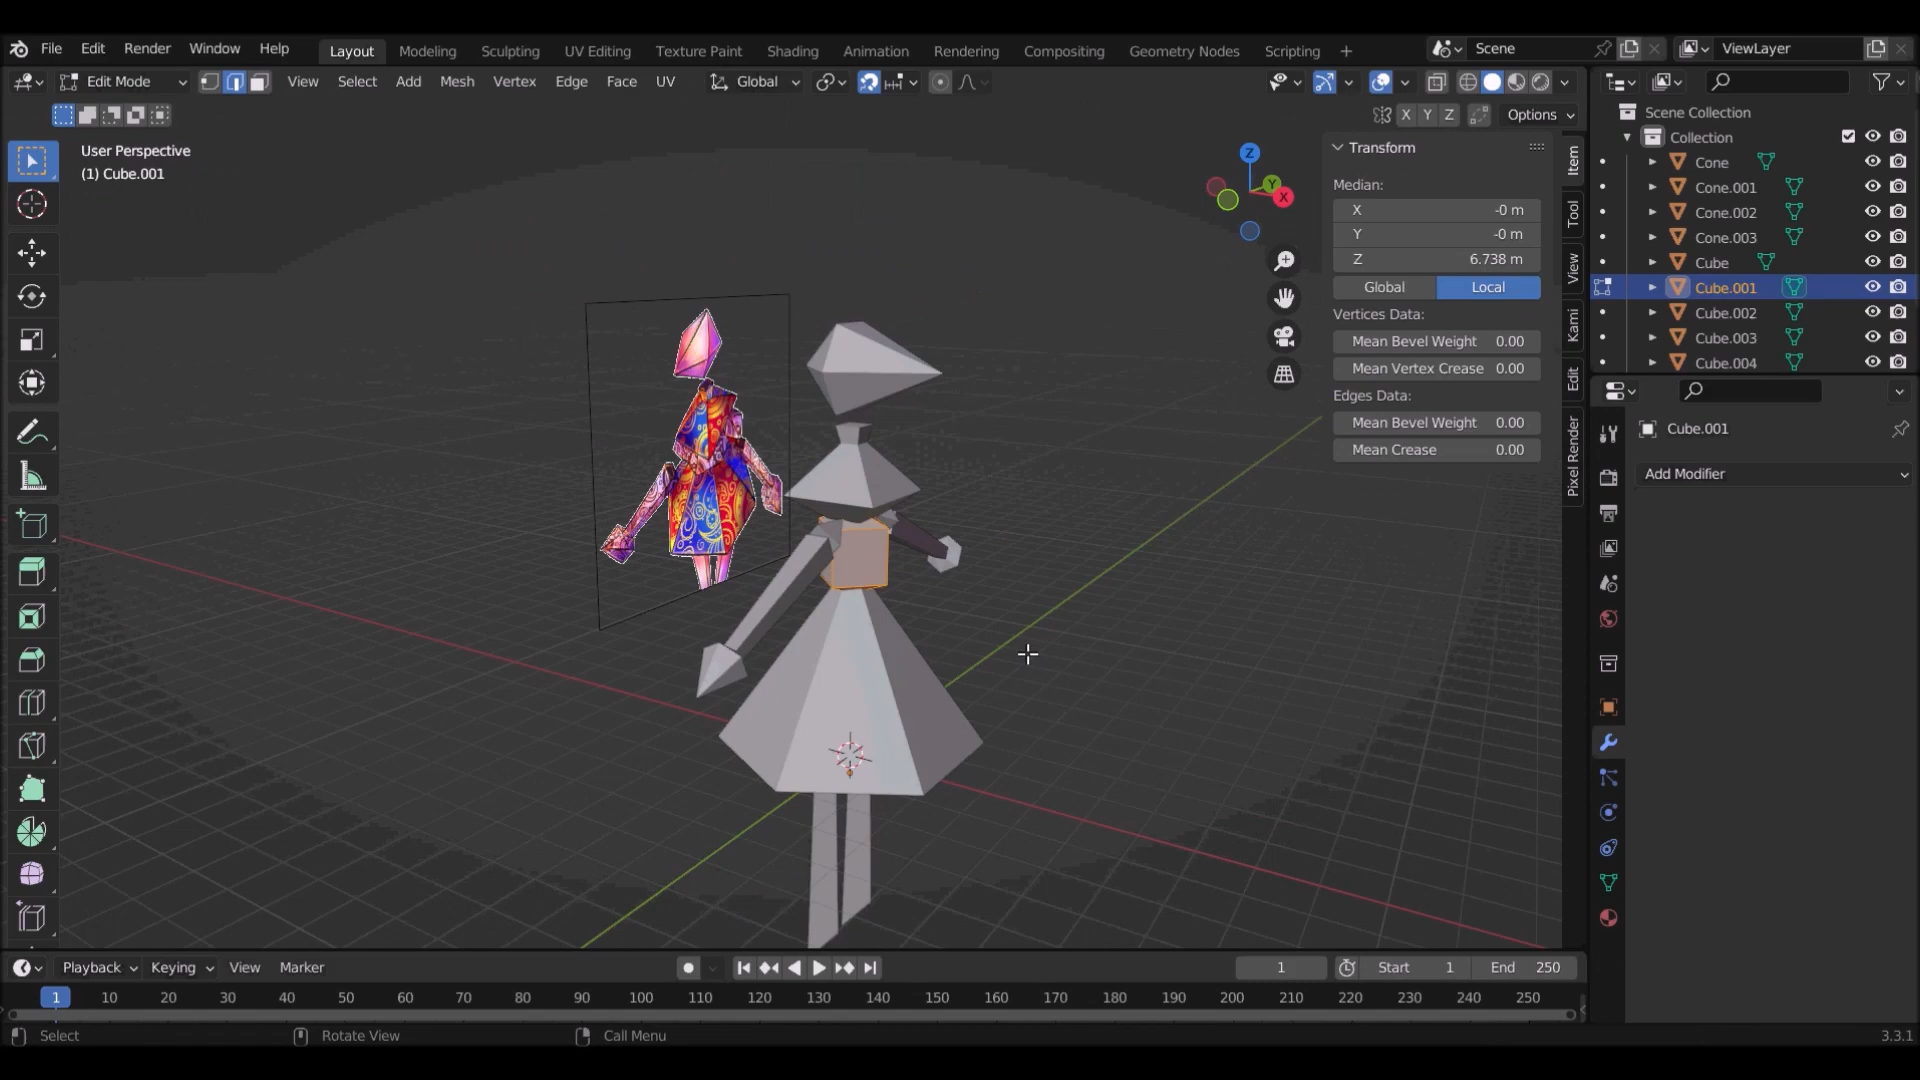 File Edit Render Window Help Layout Modeling Sculpting UV Editing Texture Paint Shading Animation Rendering Compositing Geometry Nodes Scripting + Scene ViewLayer
Edit Mode View Select Add Mesh Vertex Edge Face UV Global
X Y Z Options
User Perspective
(1) Cube.001
Z
Y
X
Transform
Median:
X -0 m
Y -0 m
Z 6.738 m
Global Local
Vertices Data:
Mean Bevel Weight 0.00
Mean Vertex Crease 0.00
Edges Data:
Mean Bevel Weight 0.00
Mean Crease 0.00
Item
Tool
View
Kami
Edit
Pixel Render
Scene Collection
Collection
Cone
Cone.001
Cone.002
Cone.003
Cube
Cube.001
Cube.002
Cube.003
Cube.004
Cube.001
Add Modifier
Playback Keying View Marker 1 Start 1 End 250
1 10 20 30 40 50 60 70 80 90 100 110 120 130 140 150 160 170 180 190 200 210 220 230 240 250
Select Rotate View Call Menu 3.3.1